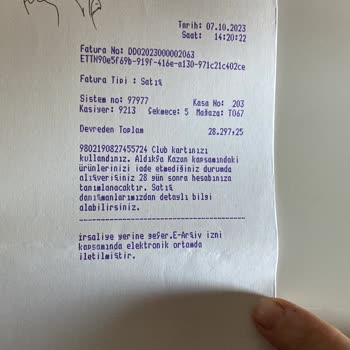 Tarih: 07.10.2023
Saat: 14:20:22
Fatura No: DD02023000002063
ETTN90e5f69b-919f-416e-a130-971c21c402ce
Fatura Tipi : Satış
Sistem no: 97977 Kasa No: 203
Kasiyer: 9213 Çekmece: 5 Mağaza: T067
Devreden Toplam 28.297,25
9802190827455724 Club kartınızı
kullandınız. Aldıkça Kazan kapsamındaki
ürünlerinizi iade etmediğiniz durumda
alışverişiniz 28 gün sonra hesabınıza
tanımlanacaktır. Satış
danışmanlarımızdan detaylı bilgi
alabilirsiniz.
irsaliye yerine geçer.E-Arşiv izni
kapsamında elektronik ortamda
iletilmiştir.